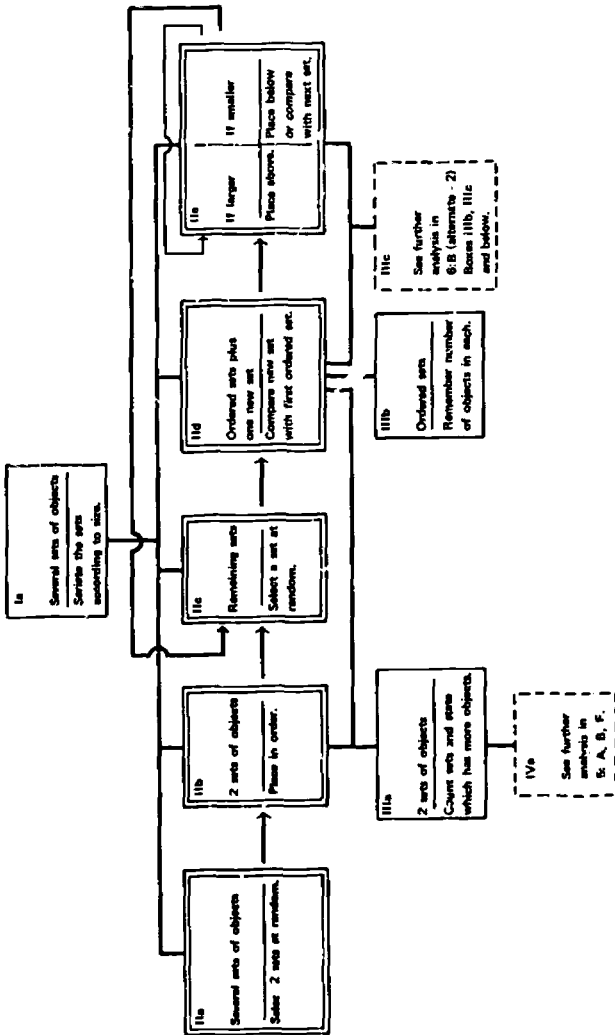 Ia
Several sets of objects
Seriate the sets
according to size.
IIa
Several sets of objects
Select 2 sets at random.
IIb
2 sets of objects
Place in order.
IIc
Remaining sets
Select a set at
random.
IId
Ordered sets plus
one new set
Compare new set
with first ordered set.
IIe
If larger
If smaller
Place above.
Place below
or compare
with next set.
IIIa
2 sets of objects
Count sets and state
which has more objects.
IIIb
Ordered sets
Remember number
of objects in each.
IIIc
See further
analysis in
6:B (alternate - 2)
Boxes IIIb, IIIc
and below.
IVa
See further
analysis in
5: A, B, F.